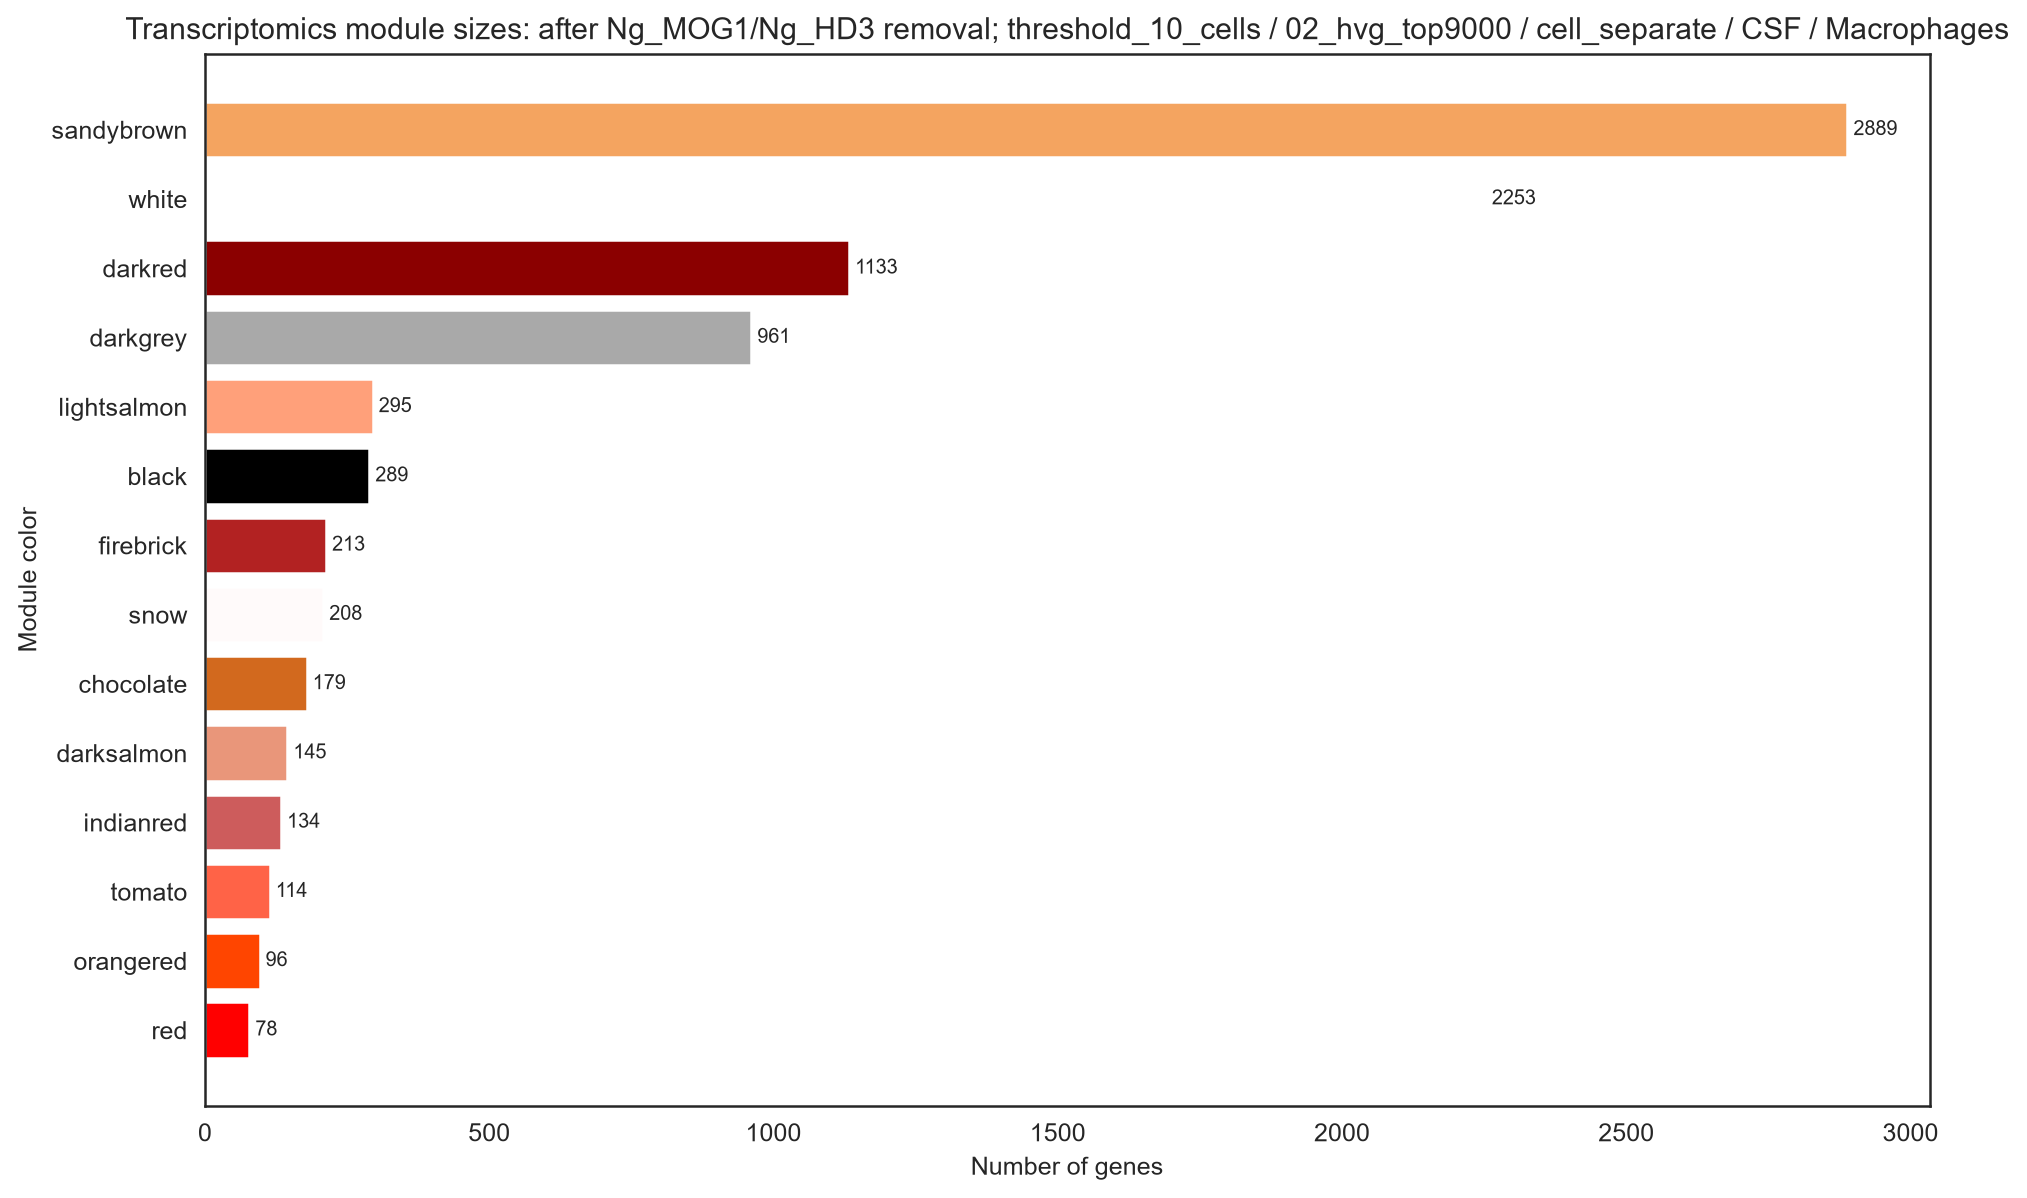 Transcriptomics module sizes: after Ng_MOG1/Ng_HD3 removal; threshold_10_cells / 02_hvg_top9000 / cell_separate / CSF / Macrophages
sandybrown 2889
white 2253
darkred 1133
darkgrey 961
lightsalmon 295
black 289
firebrick 213
snow 208
chocolate 179
darksalmon 145
indianred 134
tomato 114
orangered 96
red 78
Module color
0 500 1000 1500 2000 2500 3000
Number of genes